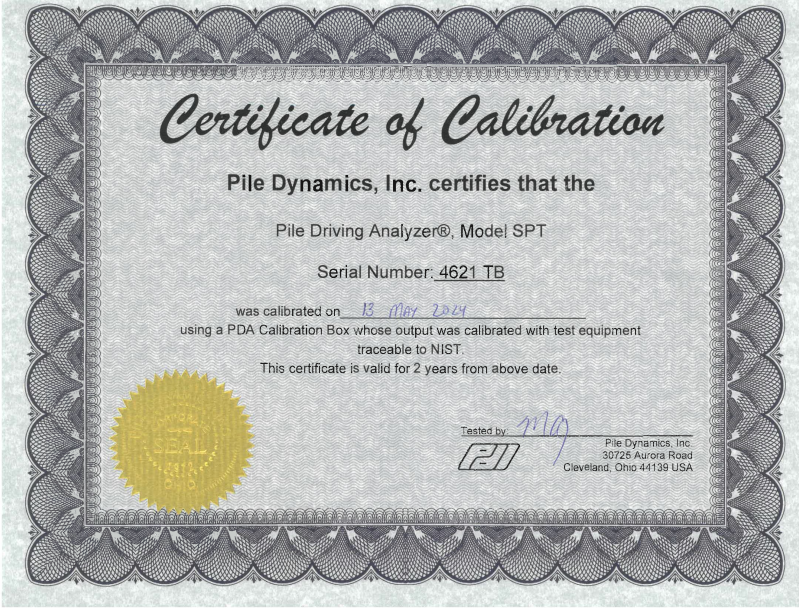 Certificate of Calibration
Pile Dynamics, Inc. certifies that the
Pile Driving Analyzer®, Model SPT
Serial Number: 4621 TB
was calibrated on 13 MAY 2024
using a PDA Calibration Box whose output was calibrated with test equipment
traceable to NIST.
This certificate is valid for 2 years from above date.
SEAL
Tested by:
PDI
Pile Dynamics, Inc.
30725 Aurora Road
Cleveland, Ohio 44139 USA